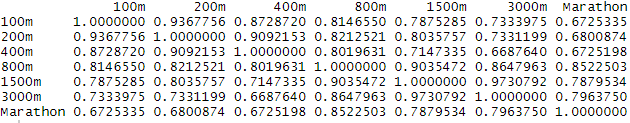 100m 200m 400m 800m 1500m 3000m Marathon
100m 1.0000000 0.9367756 0.8728720 0.8146550 0.7875285 0.7333975 0.6725335
200m 0.9367756 1.0000000 0.9092153 0.8212521 0.8035757 0.7331199 0.6800874
400m 0.8728720 0.9092153 1.0000000 0.8019631 0.7147335 0.6687640 0.6725198
800m 0.8146550 0.8212521 0.8019631 1.0000000 0.9035472 0.8647963 0.8522503
1500m 0.7875285 0.8035757 0.7147335 0.9035472 1.0000000 0.9730792 0.7879534
3000m 0.7333975 0.7331199 0.6687640 0.8647963 0.9730792 1.0000000 0.7963750
Marathon 0.6725335 0.6800874 0.6725198 0.8522503 0.7879534 0.7963750 1.0000000